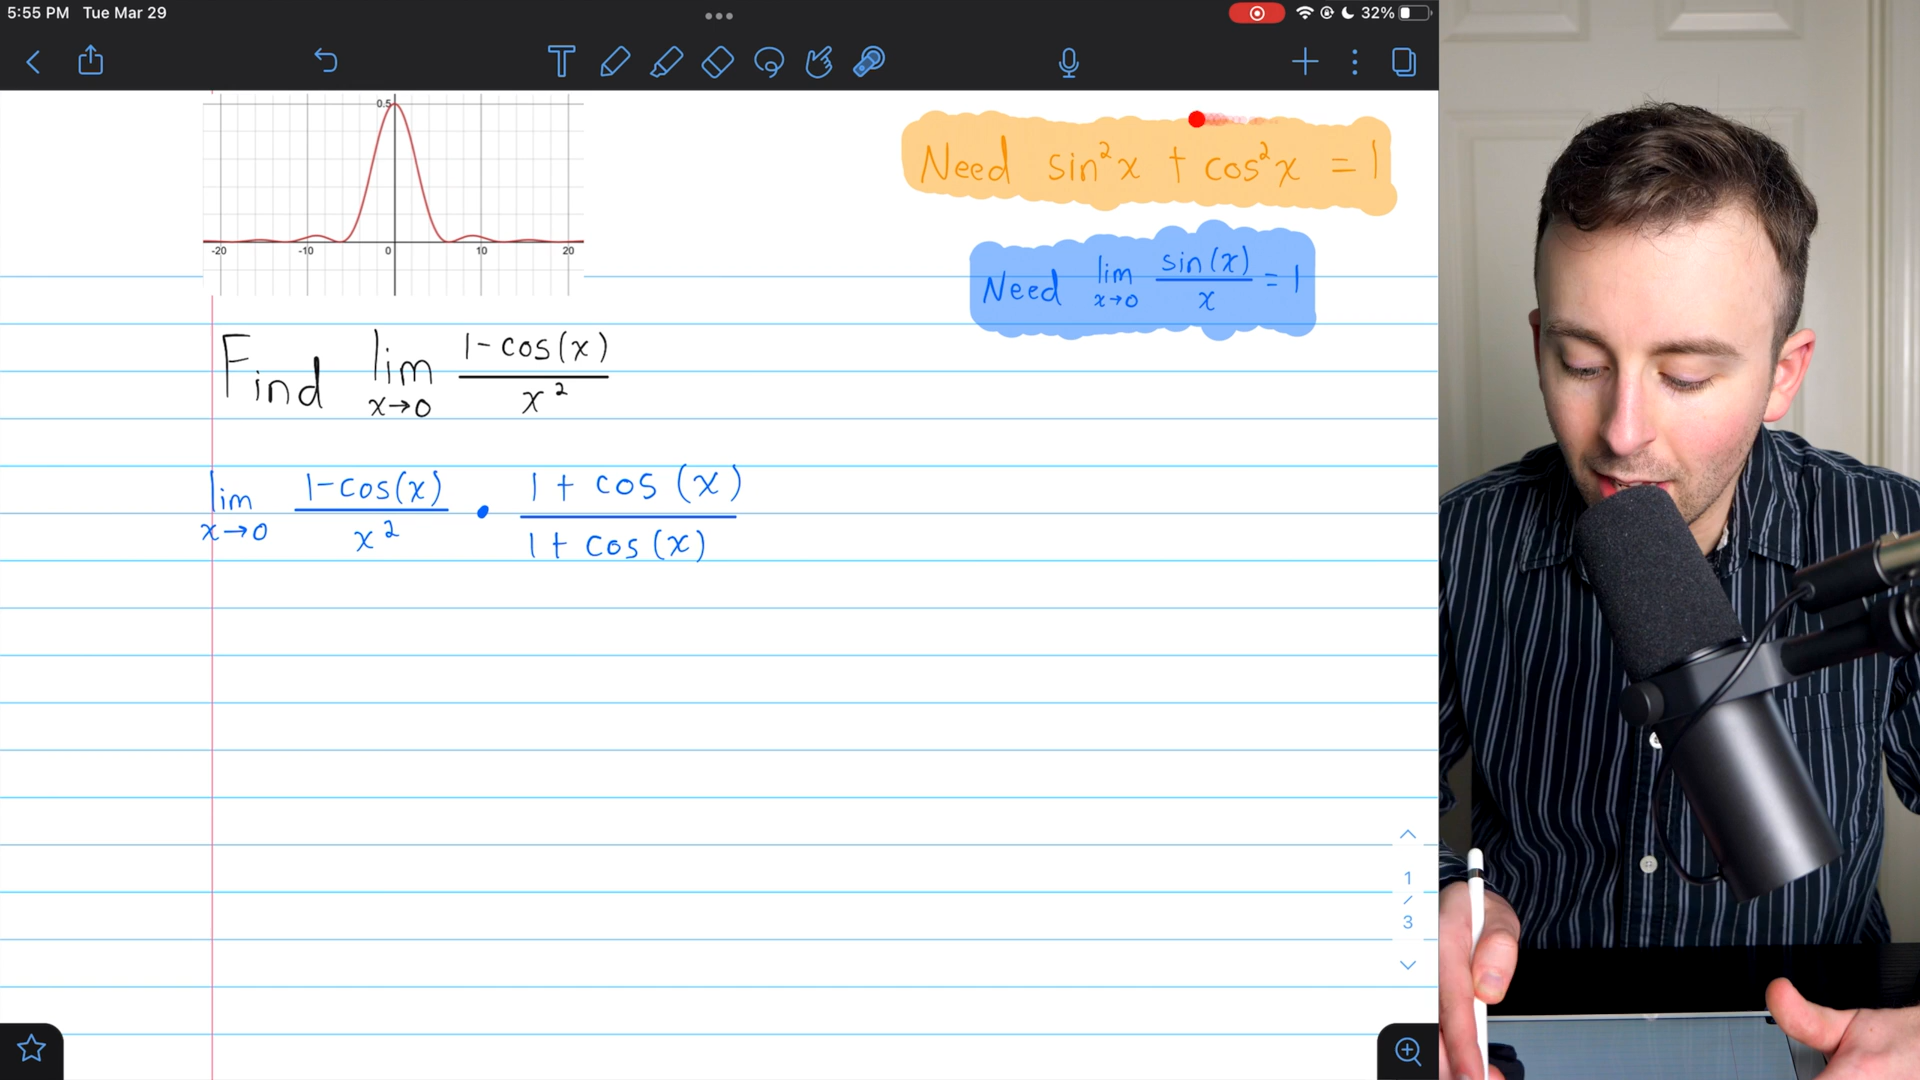 5:55 PM Tue Mar 29
32%
0.5
-20 -10 0 10 20
Need sin²x + cos²x = 1
Need lim x→0 sin(x)/x = 1
Find lim x→0 1-cos(x)/x²
lim x→0 1-cos(x)/x² • 1+cos(x)/1+cos(x)
1
/
3